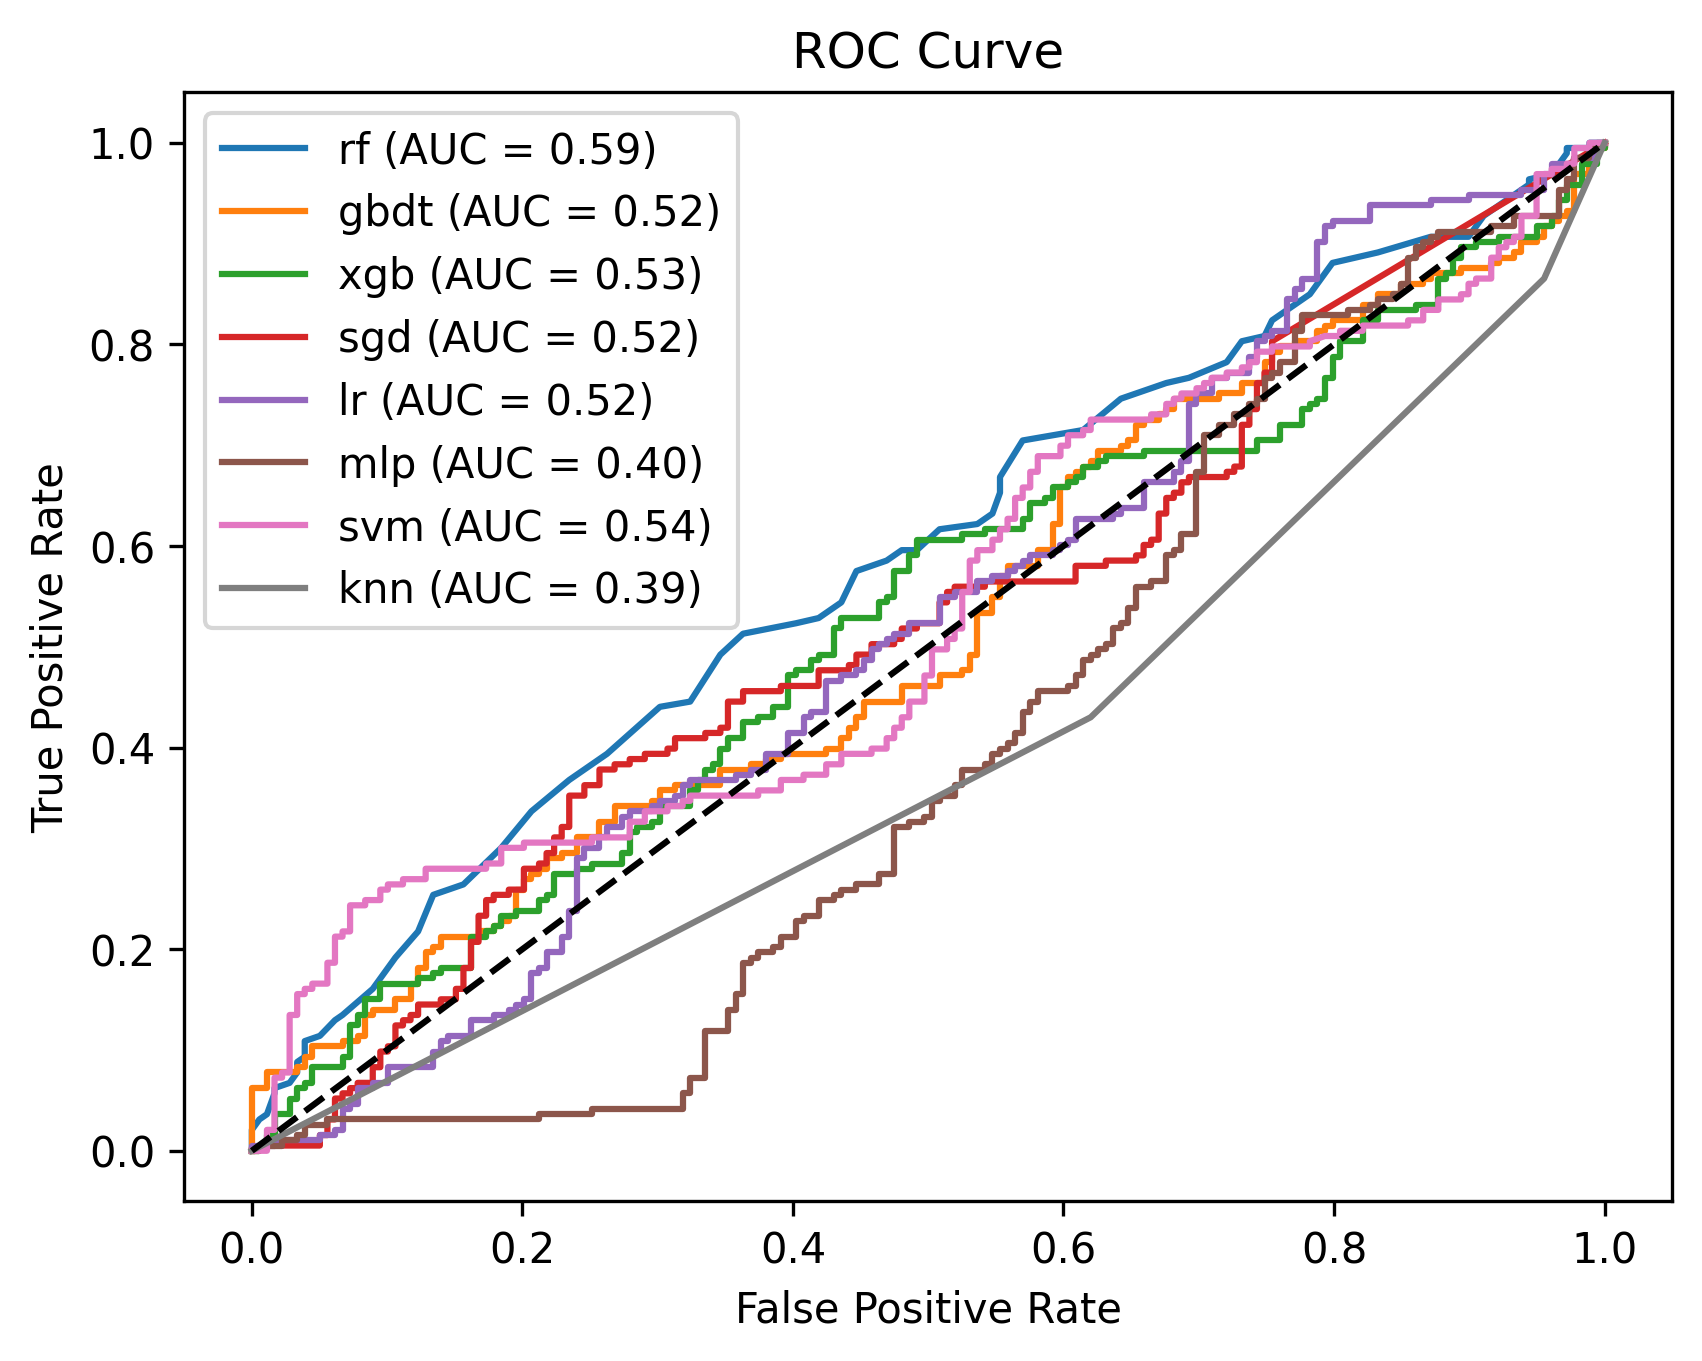 ROC Curve
rf (AUC = 0.59)
gbdt (AUC = 0.52)
xgb (AUC = 0.53)
sgd (AUC = 0.52)
lr (AUC = 0.52)
mlp (AUC = 0.40)
svm (AUC = 0.54)
knn (AUC = 0.39)
True Positive Rate
1.0
0.8
0.6
0.4
0.2
0.0
0.0 0.2 0.4 0.6 0.8 1.0
False Positive Rate